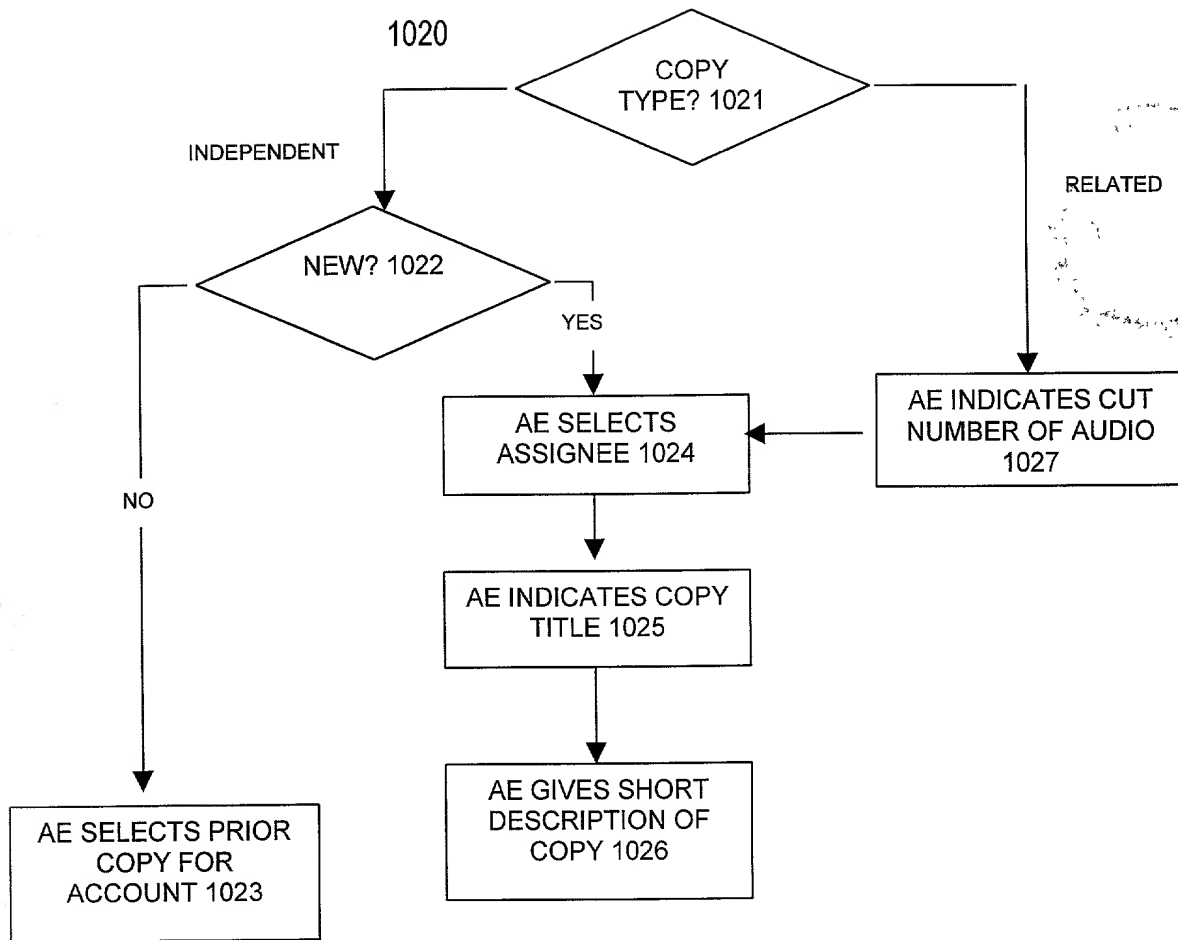 1020
COPY
TYPE? 1021
INDEPENDENT
RELATED
NEW? 1022
YES
AE SELECTS
ASSIGNEE 1024
AE INDICATES CUT
NUMBER OF AUDIO
1027
NO
AE INDICATES COPY
TITLE 1025
AE GIVES SHORT
DESCRIPTION OF
COPY 1026
AE SELECTS PRIOR
COPY FOR
ACCOUNT 1023